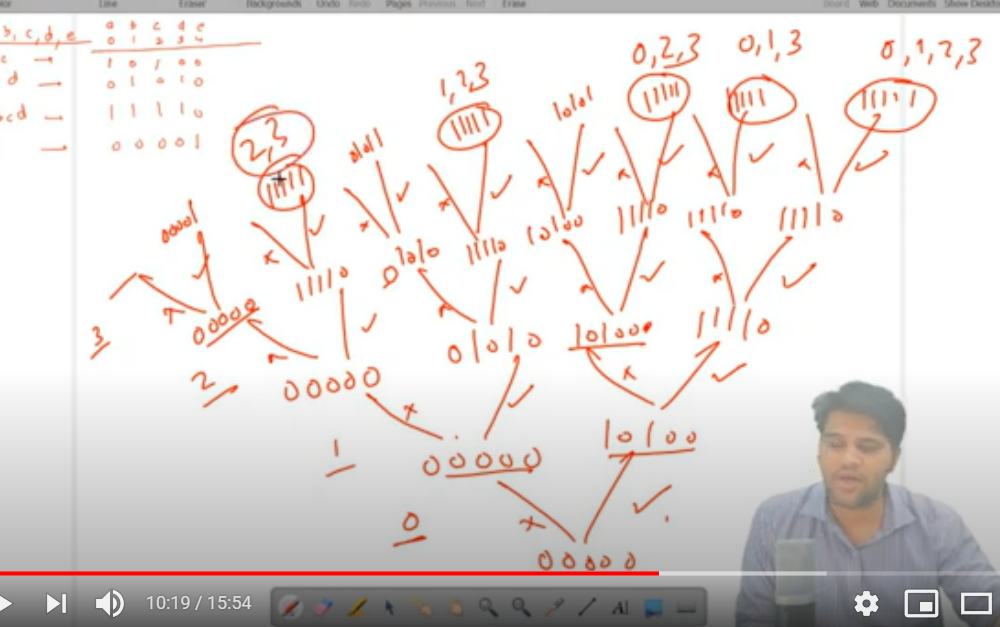 Line Eraser Backgrounds Undo Redo Pages Previous Next Erase Board Web Documents Show Deskt
b, c, d, e a b c d e
0 1 2 3 4
c → 1 0 1 0 0
d → 0 1 0 1 0
cd → 1 1 1 1 0
→ 0 0 0 0 1
0,2,3 0,1,3 0,1,2,3
1,2,3
2,3
01011 11111 10101 11111 11111 11111
11111
00001 01010 11110 10100 11110 11110 11110
11110
3 00000
01010 10100 11110
2 00000
1 00000 10100
0
00000
10:19 / 15:54
A